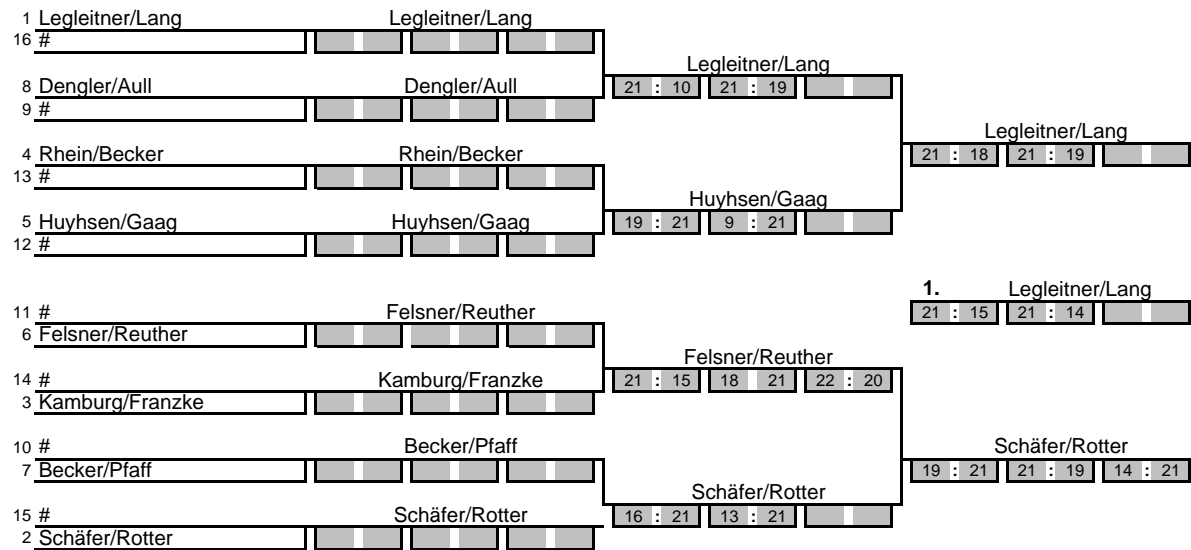 1 Legleitner/Lang Legleitner/Lang
16 #
Legleitner/Lang
8 Dengler/Aull Dengler/Aull 21 : 10 21 : 19
9 #
Legleitner/Lang
4 Rhein/Becker Rhein/Becker 21 : 18 21 : 19
13 #
Huyhsen/Gaag
5 Huyhsen/Gaag Huyhsen/Gaag 19 : 21 9 : 21
12 #
1. Legleitner/Lang
11 # Felsner/Reuther 21 : 15 21 : 14
6 Felsner/Reuther
Felsner/Reuther
14 # Kamburg/Franzke 21 : 15 18 21 22 : 20
3 Kamburg/Franzke
10 # Becker/Pfaff Schäfer/Rotter
7 Becker/Pfaff 19 : 21 21 : 19 14 : 21
Schäfer/Rotter
15 # Schäfer/Rotter 16 : 21 13 : 21
2 Schäfer/Rotter